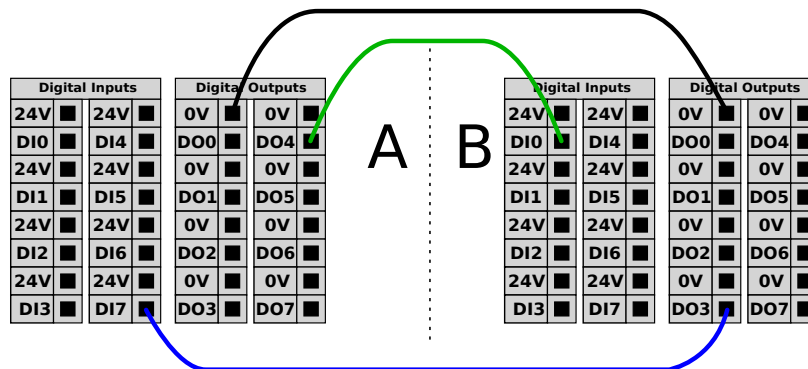 Digital Inputs Digital Outputs Digital Inputs Digital Outputs
24V 24V 0V 0V 24V 24V 0V 0V
DI0 DI4 DO0 DO4 A B DI0 DI4 DO0 DO4
24V 24V 0V 0V 24V 24V 0V 0V
DI1 DI5 DO1 DO5 DI1 DI5 DO1 DO5
24V 24V 0V 0V 24V 24V 0V 0V
DI2 DI6 DO2 DO6 DI2 DI6 DO2 DO6
24V 24V 0V 0V 24V 24V 0V 0V
DI3 DI7 DO3 DO7 DI3 DI7 DO3 DO7